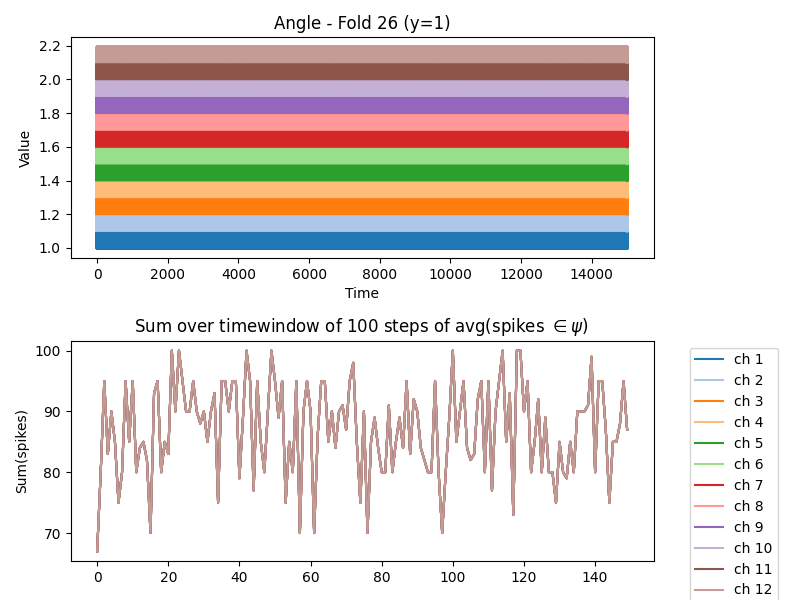 Angle - Fold 26 (y=1)
Value
2.2
2.0
1.8
1.6
1.4
1.2
1.0
0 2000 4000 6000 8000 10000 12000 14000
Time
Sum over timewindow of 100 steps of avg(spikes ∈ ψ)
Sum(spikes)
100
90
80
70
0 20 40 60 80 100 120 140
ch 1
ch 2
ch 3
ch 4
ch 5
ch 6
ch 7
ch 8
ch 9
ch 10
ch 11
ch 12